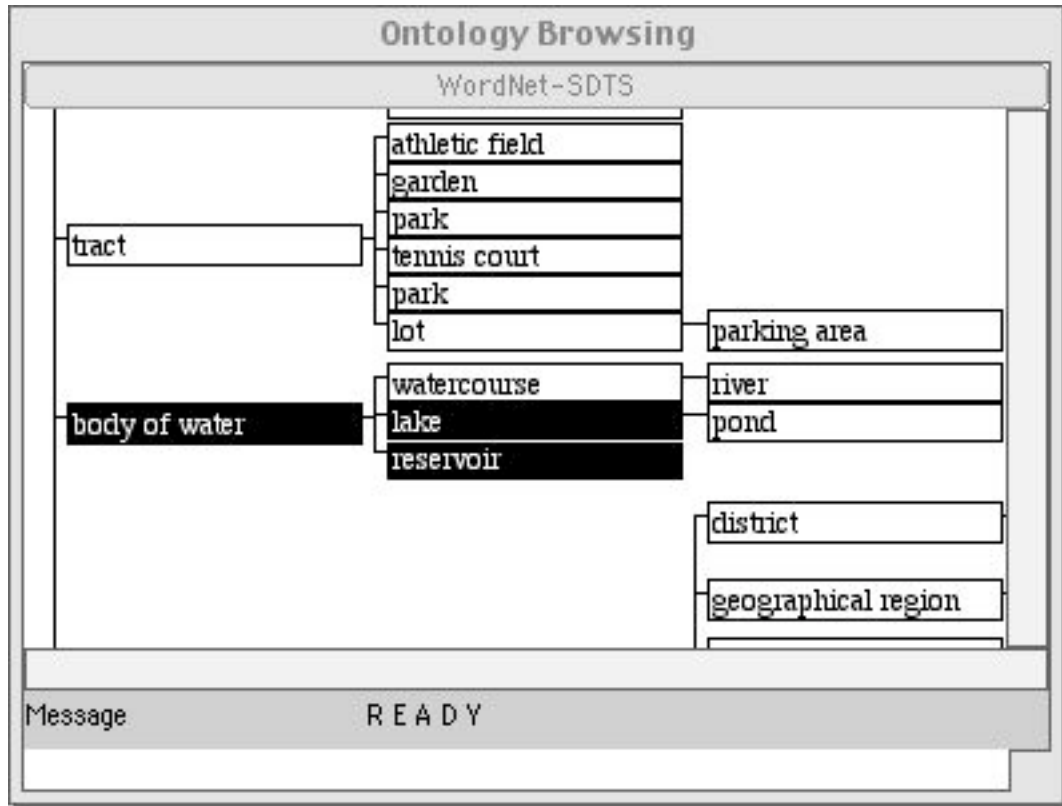 Ontology Browsing
WordNet-SDTS
athletic field
garden
park
tract
tennis court
park
lot
parking area
watercourse
river
body of water
lake
pond
reservoir
district
geographical region
Message
READY